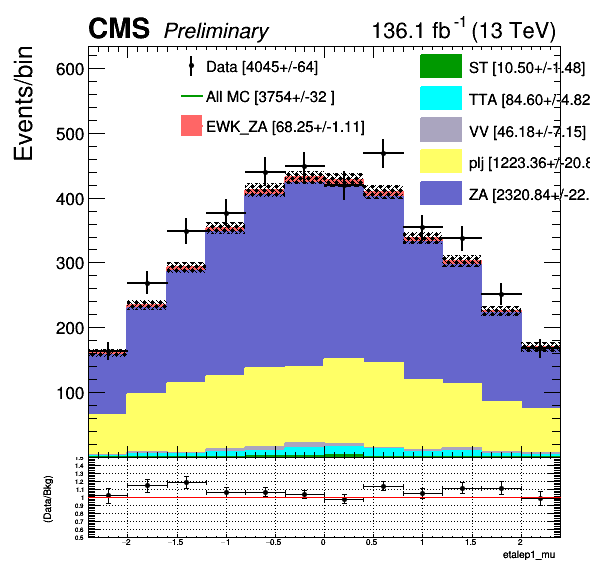 CMS Preliminary 136.1 fb⁻¹ (13 TeV)
Events/bin
600
500
400
300
200
100
Data [4045+/-64]
All MC [3754+/-32 ]
EWK_ZA [68.25+/-1.11]
ST [10.50+/-1.48]
TTA [84.60+/-4.82
VV [46.18+/-7.15]
plj [1223.36+/-20.8
ZA [2320.84+/-22.
(Data/Bkg)
1.5
1.4
1.3
1.2
1.1
1
0.9
0.8
0.7
0.6
0.5
−2 −1.5 −1 −0.5 0 0.5 1 1.5 2
etalep1_mu